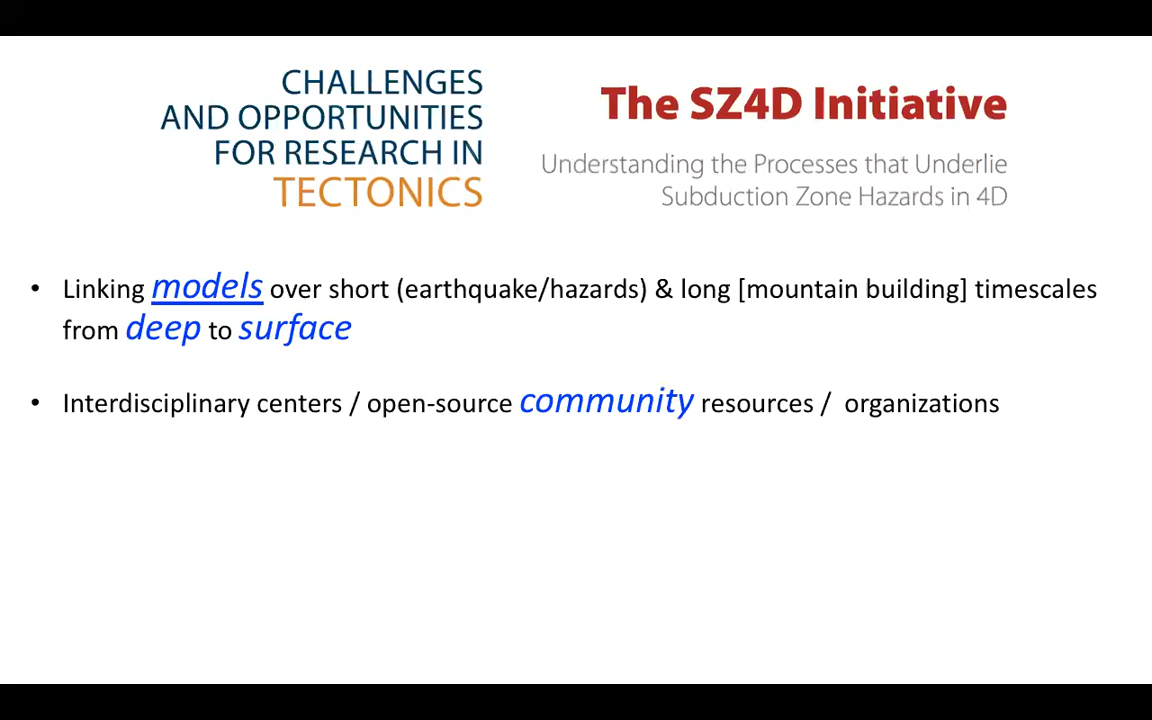 CHALLENGES
AND OPPORTUNITIES
FOR RESEARCH IN
TECTONICS
The SZ4D Initiative
Understanding the Processes that Underlie
Subduction Zone Hazards in 4D
• Linking models over short (earthquake/hazards) & long [mountain building] timescales
from deep to surface
• Interdisciplinary centers / open-source community resources / organizations